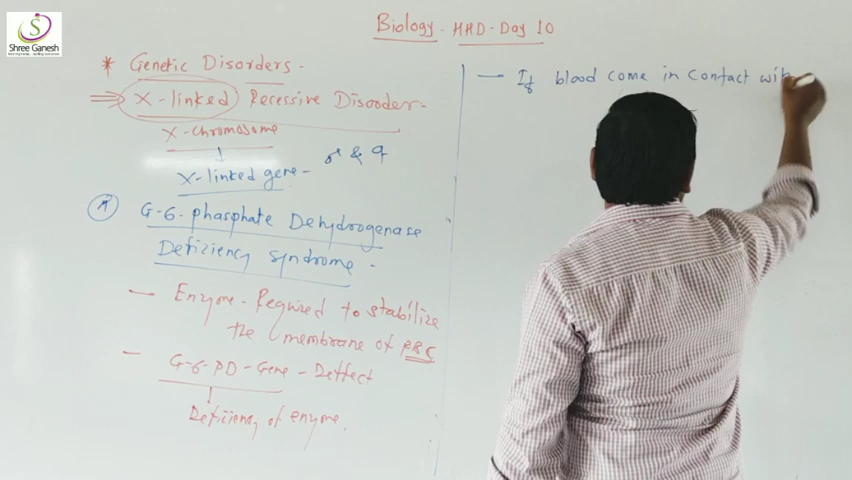 Shree Ganesh
Biology - HHD - Day 10
* Genetic Disorders -
X-linked Recessive Disorder -
X-chromosome
X-linked gene - ♂ & ♀
G-6-phosphate Dehydrogenase
Deficiency syndrome -
— Enzyme - Required to stabilize
the membrane of RBC
— G-6-PD - Gene - Deffect
Deficiency of enzyme.
— If blood come in contact with